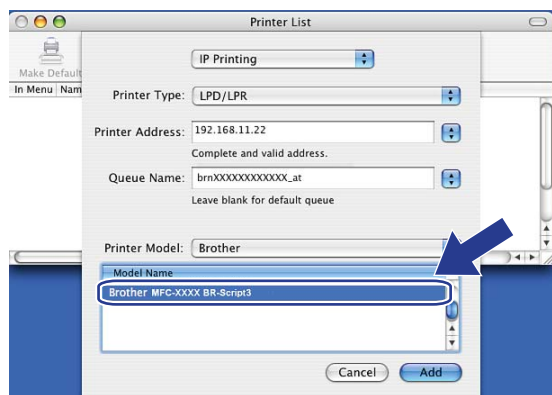 Printer List
IP Printing
Make Default
In Menu Nam
Printer Type: LPD/LPR
Printer Address: 192.168.11.22
Complete and valid address.
Queue Name: brnXXXXXXXXXXXX_at
Leave blank for default queue
Printer Model: Brother
Model Name
Brother MFC-XXXX BR-Script3
Cancel Add